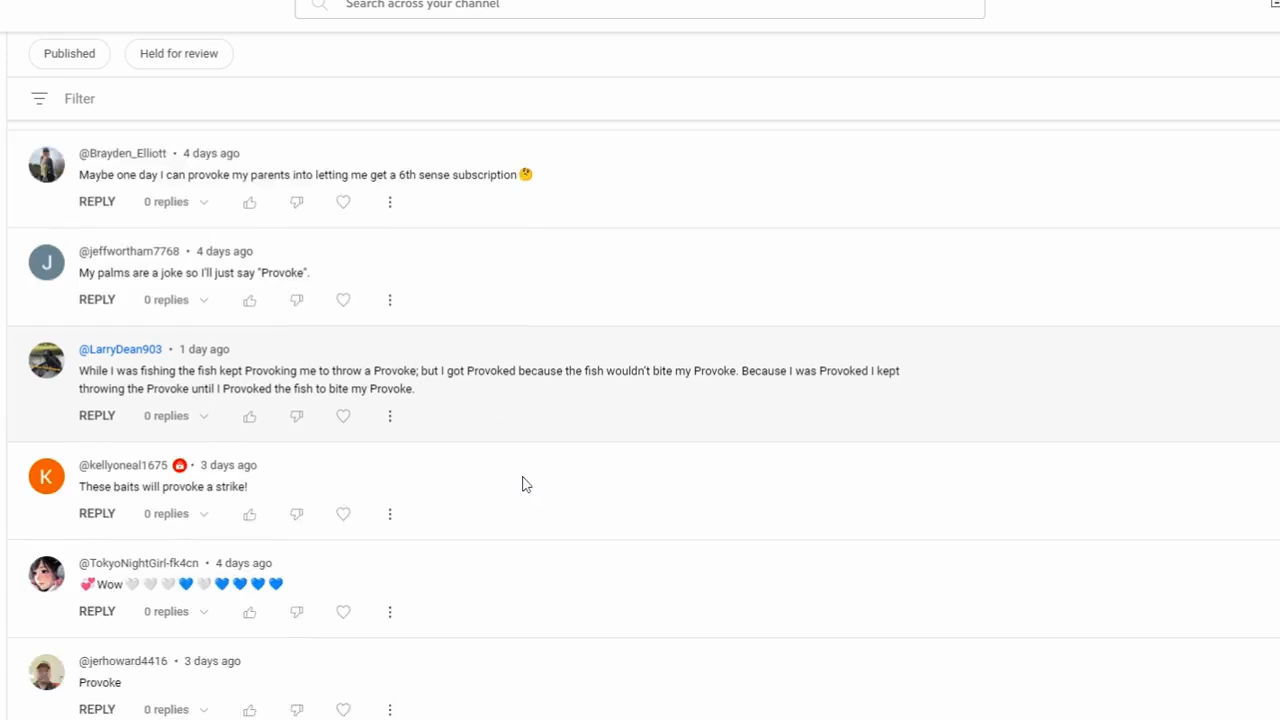 Search across your channel
Published Held for review
Filter
@Brayden_Elliott • 4 days ago
Maybe one day I can provoke my parents into letting me get a 6th sense subscription🤔
REPLY 0 replies
J
@jeffwortham7768 • 4 days ago
My palms are a joke so I'll just say "Provoke".
REPLY 0 replies
@LarryDean903 • 1 day ago
While I was fishing the fish kept Provoking me to throw a Provoke; but I got Provoked because the fish wouldn't bite my Provoke. Because I was Provoked I kept
throwing the Provoke until I Provoked the fish to bite my Provoke.
REPLY 0 replies
K
@kellyoneal1675 • 3 days ago
These baits will provoke a strike!
REPLY 0 replies
@TokyoNightGirl-fk4cn • 4 days ago
💞Wow🤍🤍🤍💙🤍💙💙💙💙
REPLY 0 replies
@jerhoward4416 • 3 days ago
Provoke
REPLY 0 replies